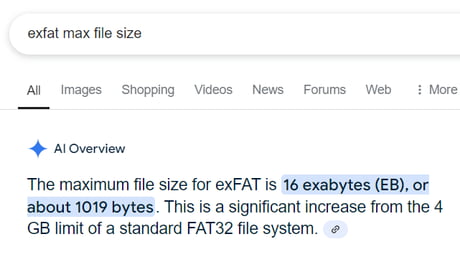 exfat max file size
All Images Shopping Videos News Forums Web ⋮ More
AI Overview
The maximum file size for exFAT is 16 exabytes (EB), or
about 1019 bytes. This is a significant increase from the 4
GB limit of a standard FAT32 file system.